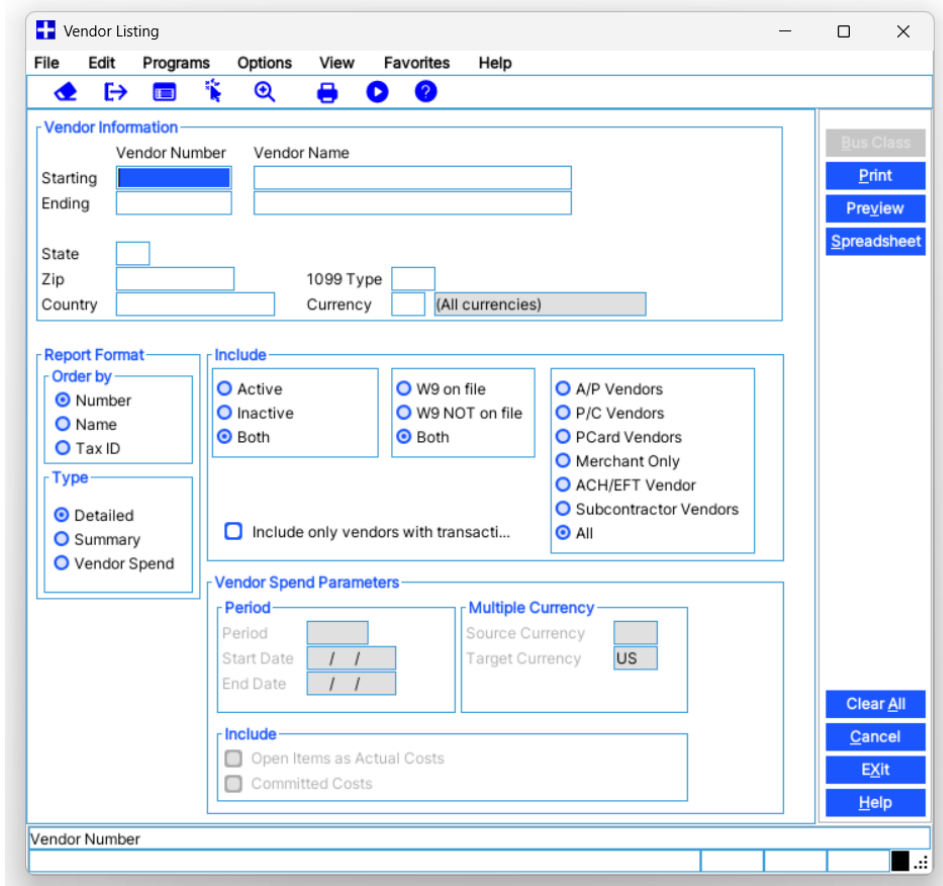 Vendor Listing
File Edit Programs Options View Favorites Help
Vendor Information
Vendor Number Vendor Name
Starting
Ending
State
Zip 1099 Type
Country Currency (All currencies)
Bus Class
Print
Preview
Spreadsheet
Report Format
Order by
Number
Name
Tax ID
Type
Detailed
Summary
Vendor Spend
Include
Active
Inactive
Both
W9 on file
W9 NOT on file
Both
A/P Vendors
P/C Vendors
PCard Vendors
Merchant Only
ACH/EFT Vendor
Subcontractor Vendors
All
Include only vendors with transacti...
Vendor Spend Parameters
Period
Period
Start Date / /
End Date / /
Multiple Currency
Source Currency
Target Currency US
Include
Open Items as Actual Costs
Committed Costs
Clear All
Cancel
EXit
Help
Vendor Number